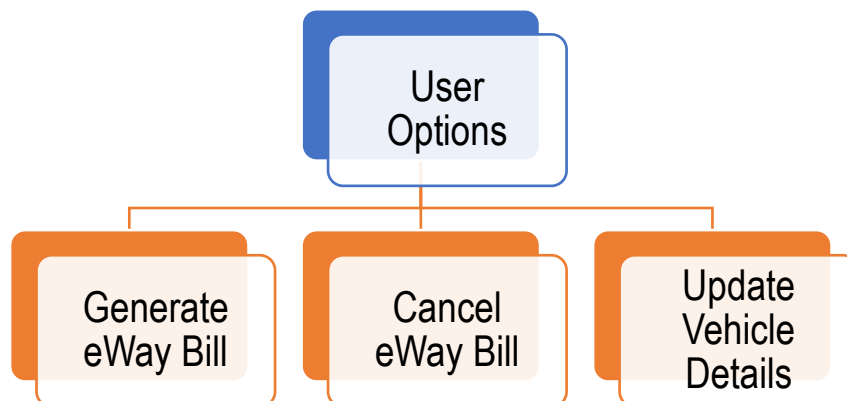 User
Options
Generate
eWay Bill
Cancel
eWay Bill
Update
Vehicle
Details